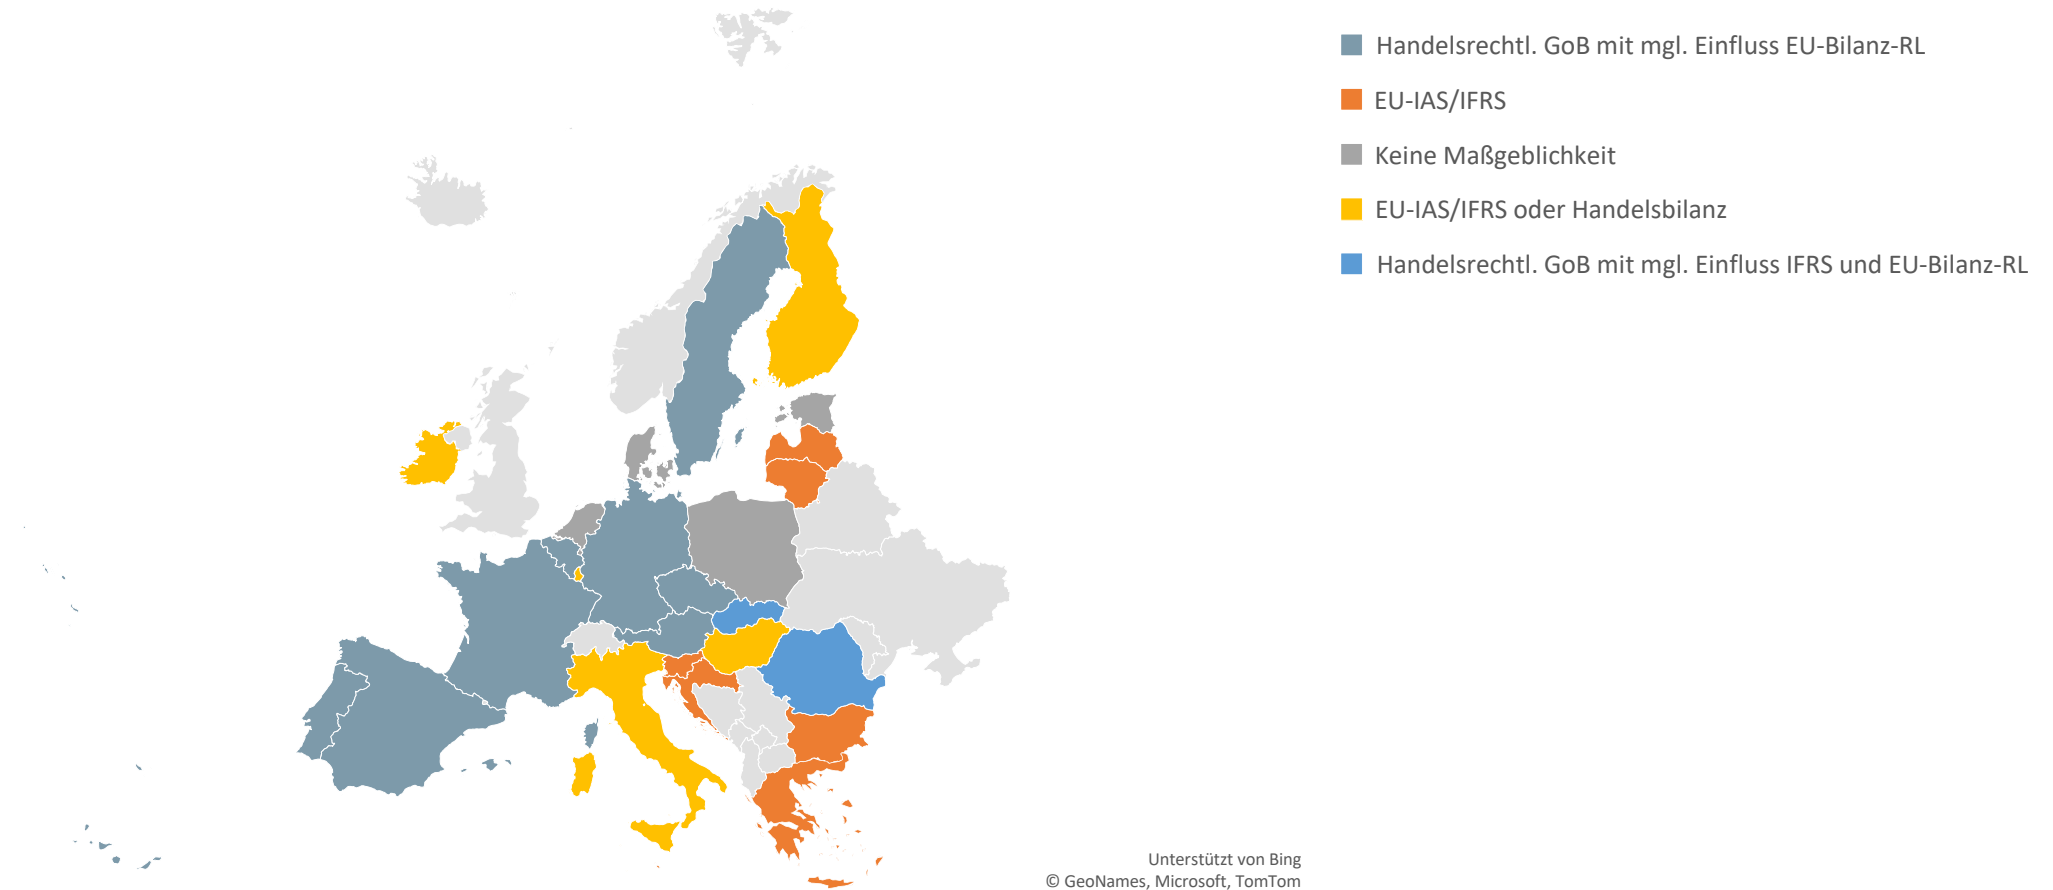 Handelsrechtl. GoB mit mgl. Einfluss EU-Bilanz-RL
EU-IAS/IFRS
Keine Maßgeblichkeit
EU-IAS/IFRS oder Handelsbilanz
Handelsrechtl. GoB mit mgl. Einfluss IFRS und EU-Bilanz-RL
Unterstützt von Bing
© GeoNames, Microsoft, TomTom